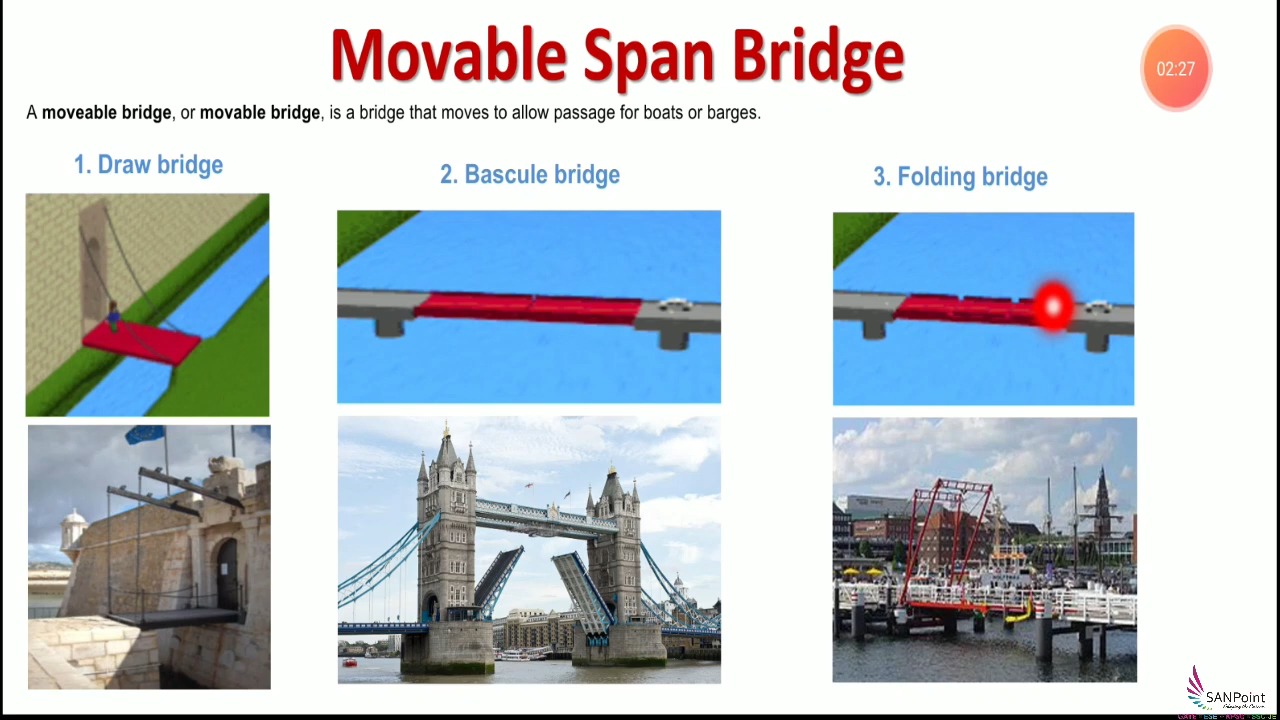 Movable Span Bridge
02:27
A moveable bridge, or movable bridge, is a bridge that moves to allow passage for boats or barges.
1. Draw bridge
2. Bascule bridge
3. Folding bridge
SANPoint